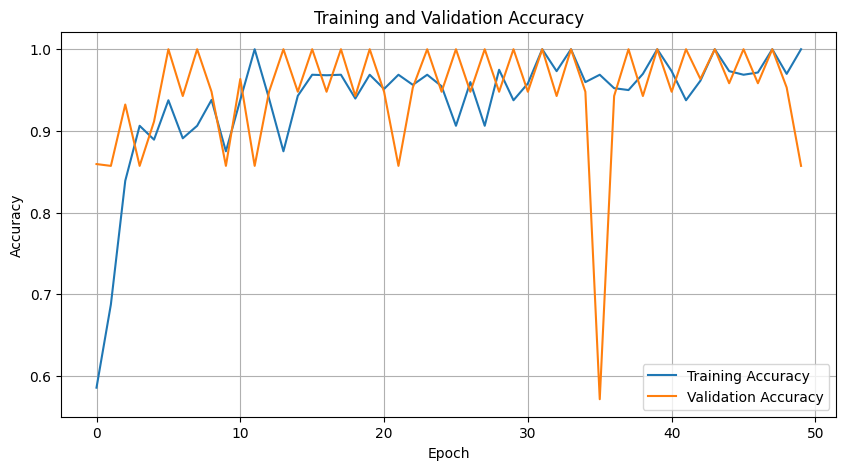 Training and Validation Accuracy
1.0
0.9
0.8
0.7
0.6
Accuracy
0 10 20 30 40 50
Epoch
Training Accuracy
Validation Accuracy